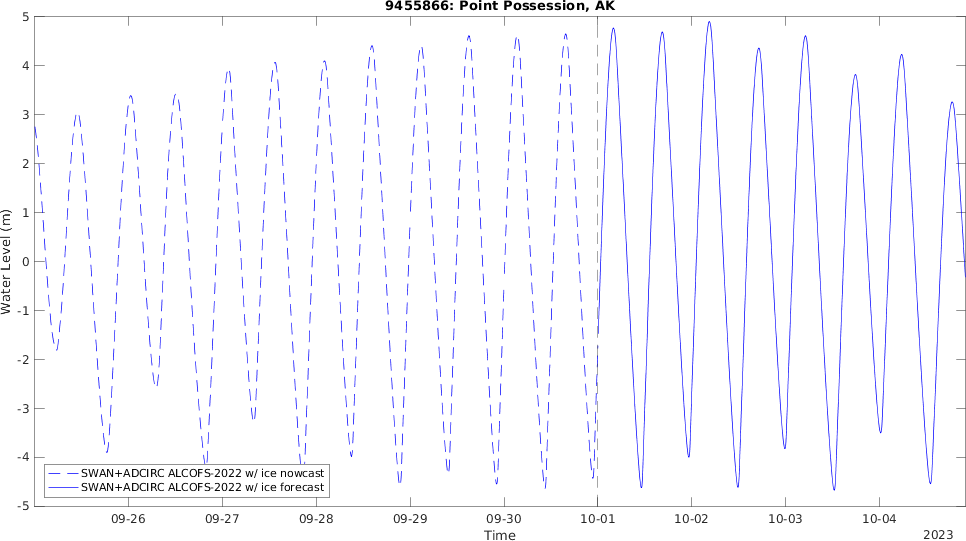 9455866: Point Possession, AK
Water Level (m)
5
4
3
2
1
0
-1
-2
-3
-4
-5
SWAN+ADCIRC ALCOFS-2022 w/ ice nowcast
SWAN+ADCIRC ALCOFS-2022 w/ ice forecast
09-26 09-27 09-28 09-29 09-30 10-01 10-02 10-03 10-04
Time
2023